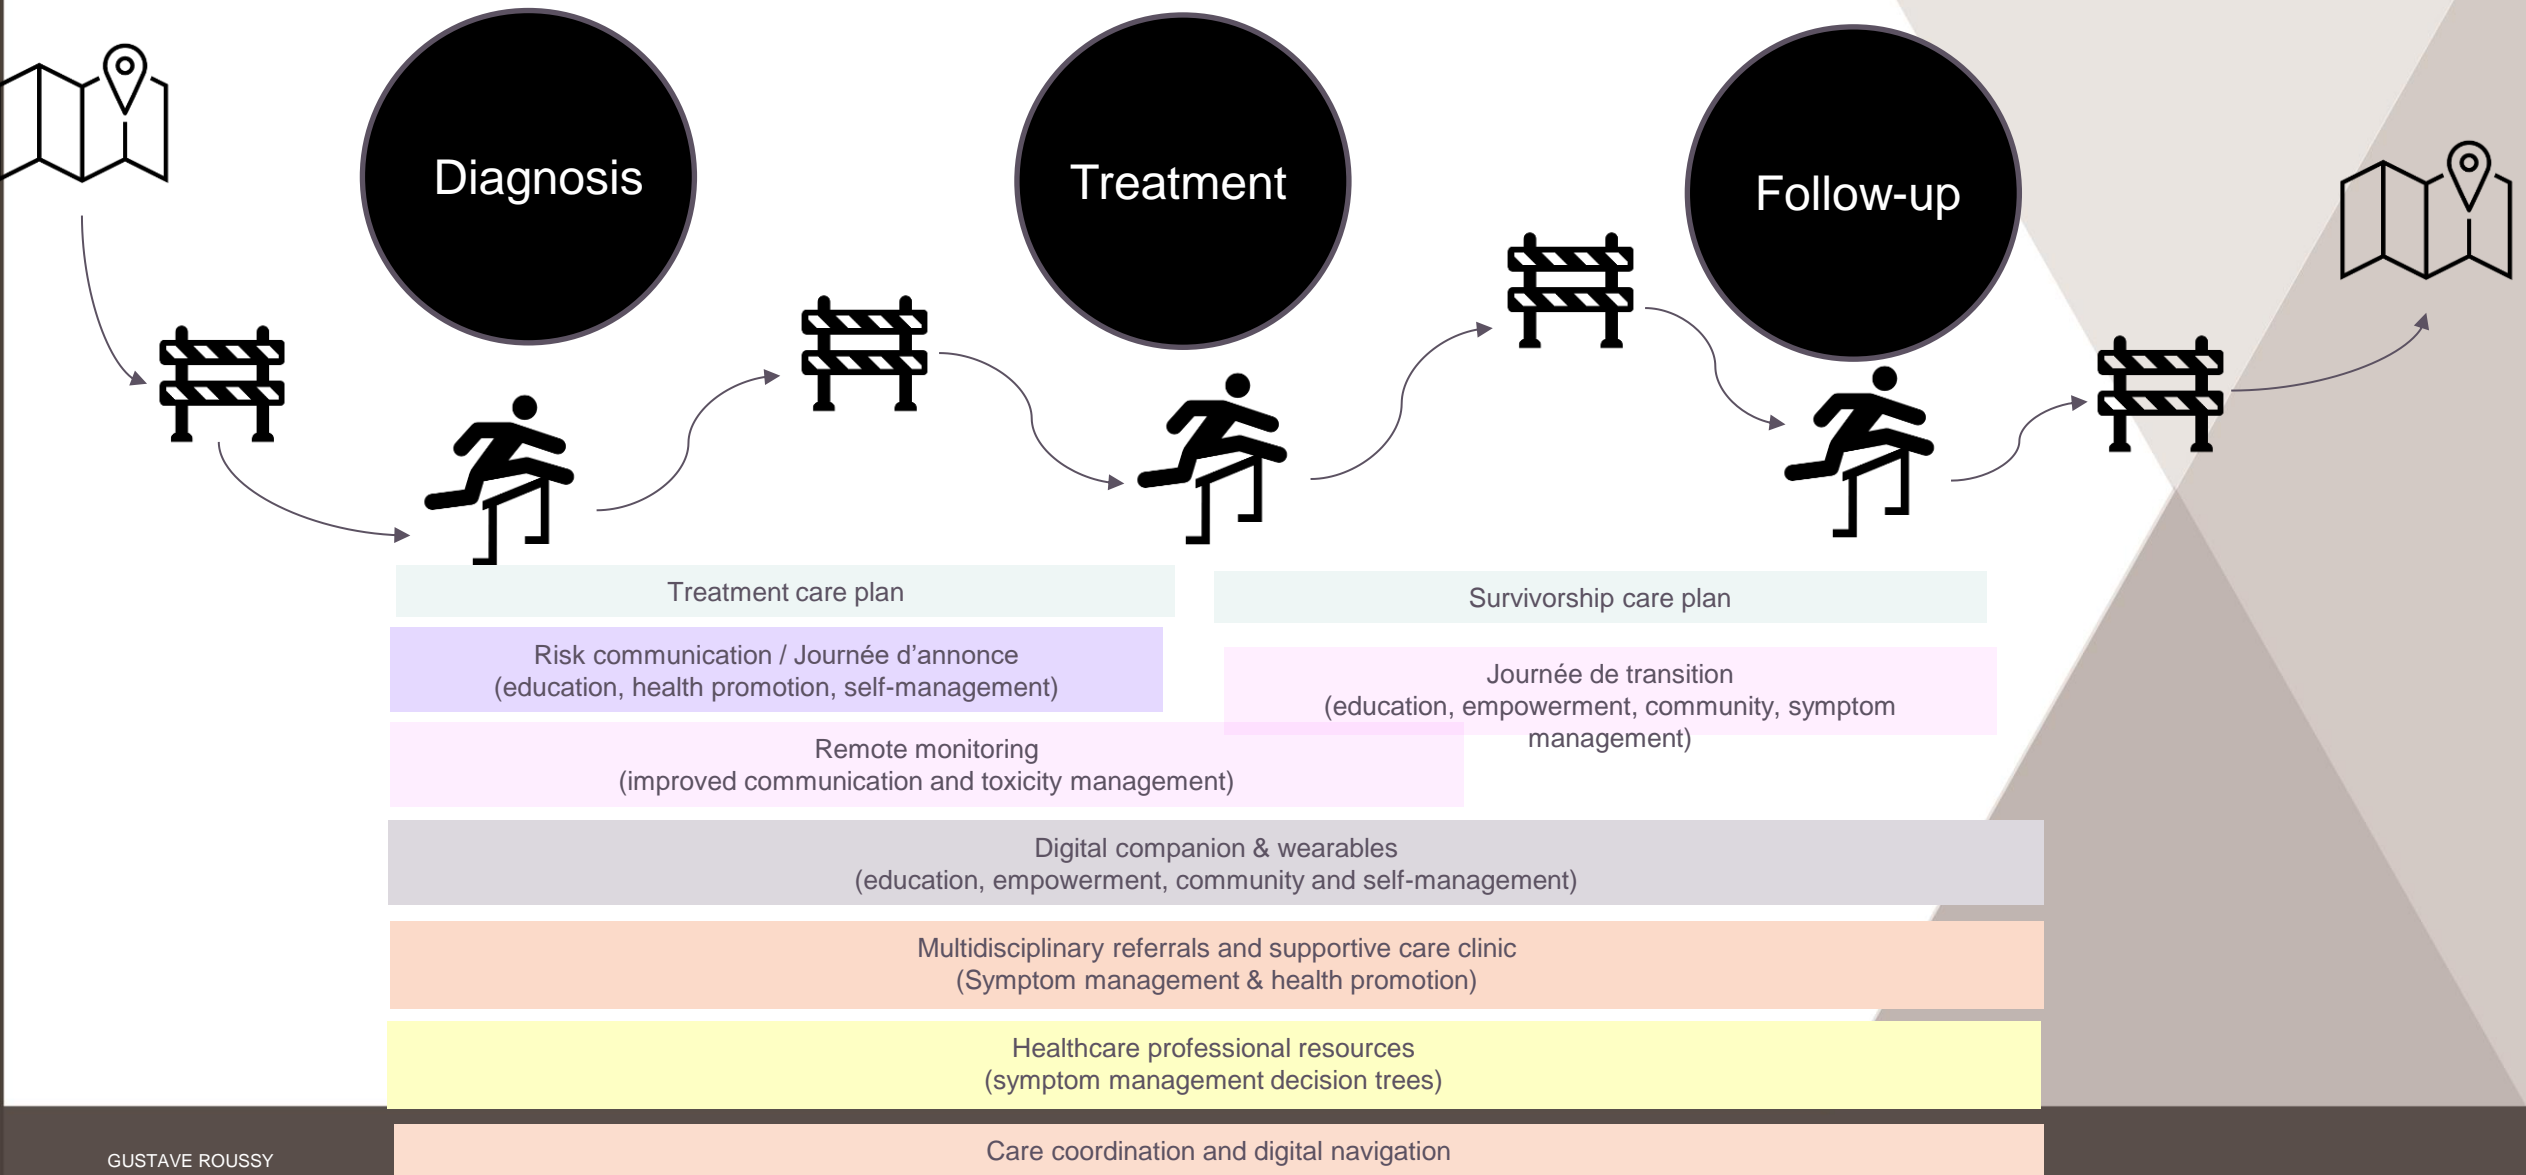 Diagnosis
Treatment
Follow-up
Treatment care plan
Survivorship care plan
Risk communication / Journée d’annonce
(education, health promotion, self-management)
Journée de transition
(education, empowerment, community, symptom
management)
Remote monitoring
(improved communication and toxicity management)
Digital companion & wearables
(education, empowerment, community and self-management)
Multidisciplinary referrals and supportive care clinic
(Symptom management & health promotion)
Healthcare professional resources
(symptom management decision trees)
Care coordination and digital navigation
GUSTAVE ROUSSY